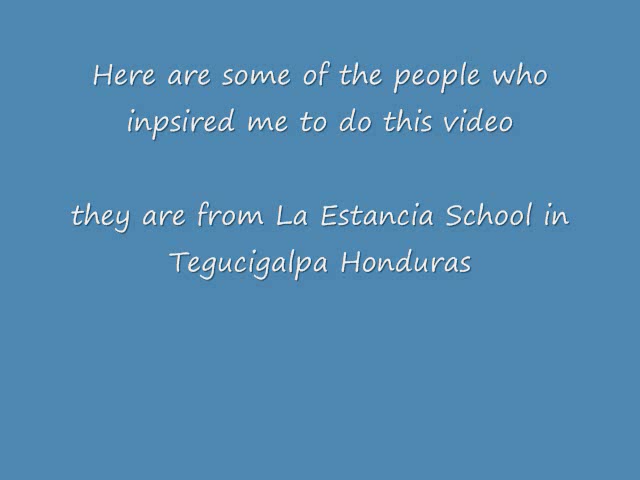 Here are some of the people who
inpsired me to do this video
they are from La Estancia School in
Tegucigalpa Honduras